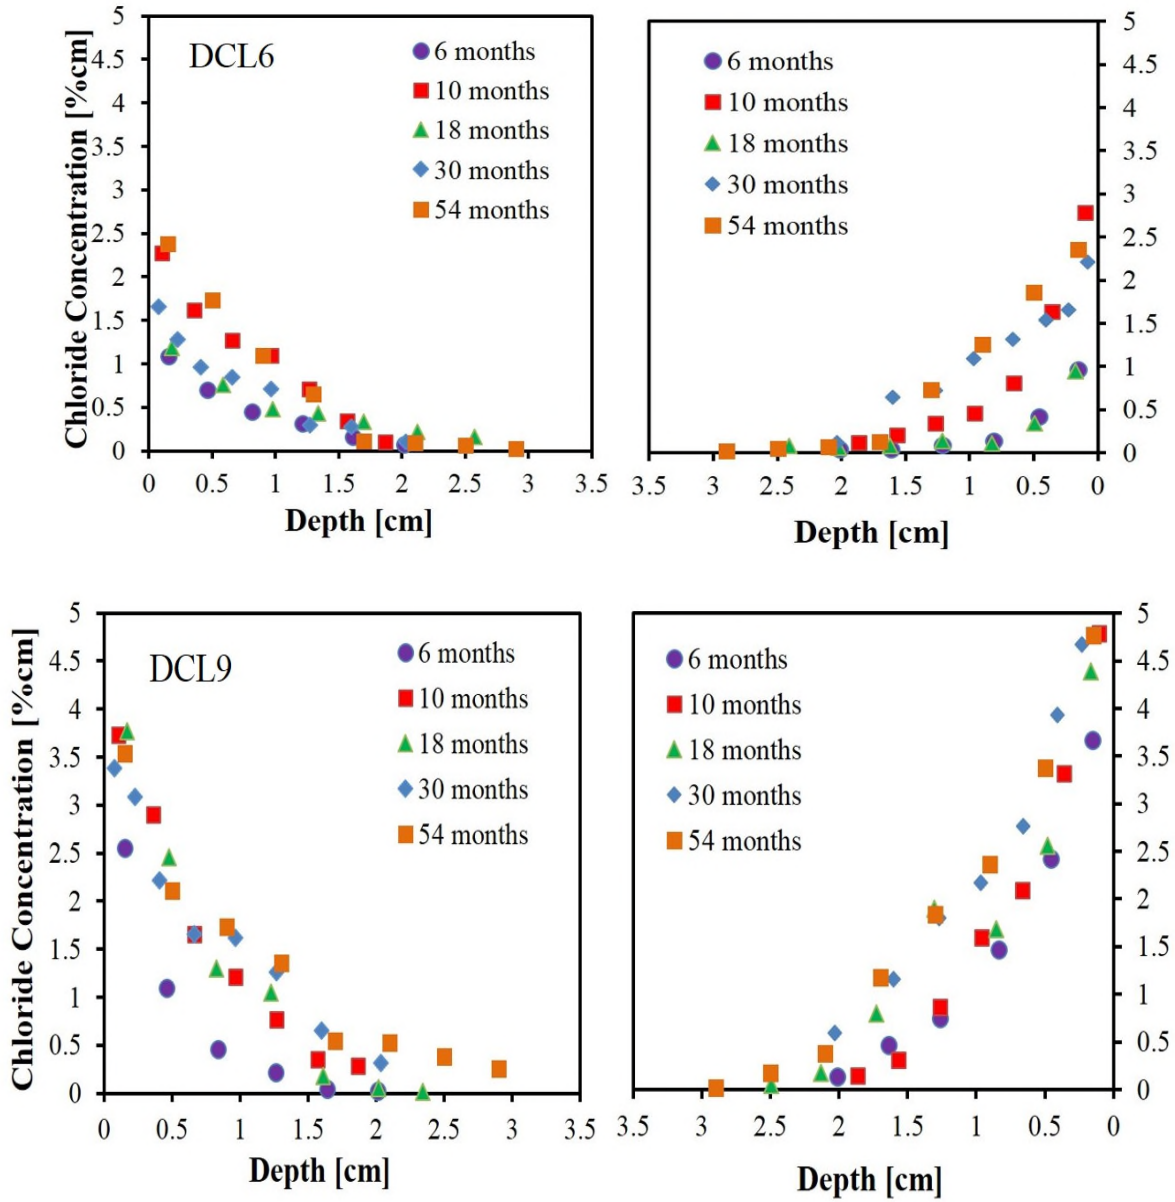 DCL6
Chloride Concentration [%cm]
5
4.5
4
3.5
3
2.5
2
1.5
1
0.5
0
6 months
10 months
18 months
30 months
54 months
0 0.5 1 1.5 2 2.5 3 3.5
Depth [cm]
6 months
10 months
18 months
30 months
54 months
5
4.5
4
3.5
3
2.5
2
1.5
1
0.5
0
3.5 3 2.5 2 1.5 1 0.5 0
Depth [cm]
DCL9
Chloride Concentration [%cm]
5
4.5
4
3.5
3
2.5
2
1.5
1
0.5
0
6 months
10 months
18 months
30 months
54 months
0 0.5 1 1.5 2 2.5 3 3.5
Depth [cm]
6 months
10 months
18 months
30 months
54 months
5
4.5
4
3.5
3
2.5
2
1.5
1
0.5
0
3.5 3 2.5 2 1.5 1 0.5 0
Depth [cm]